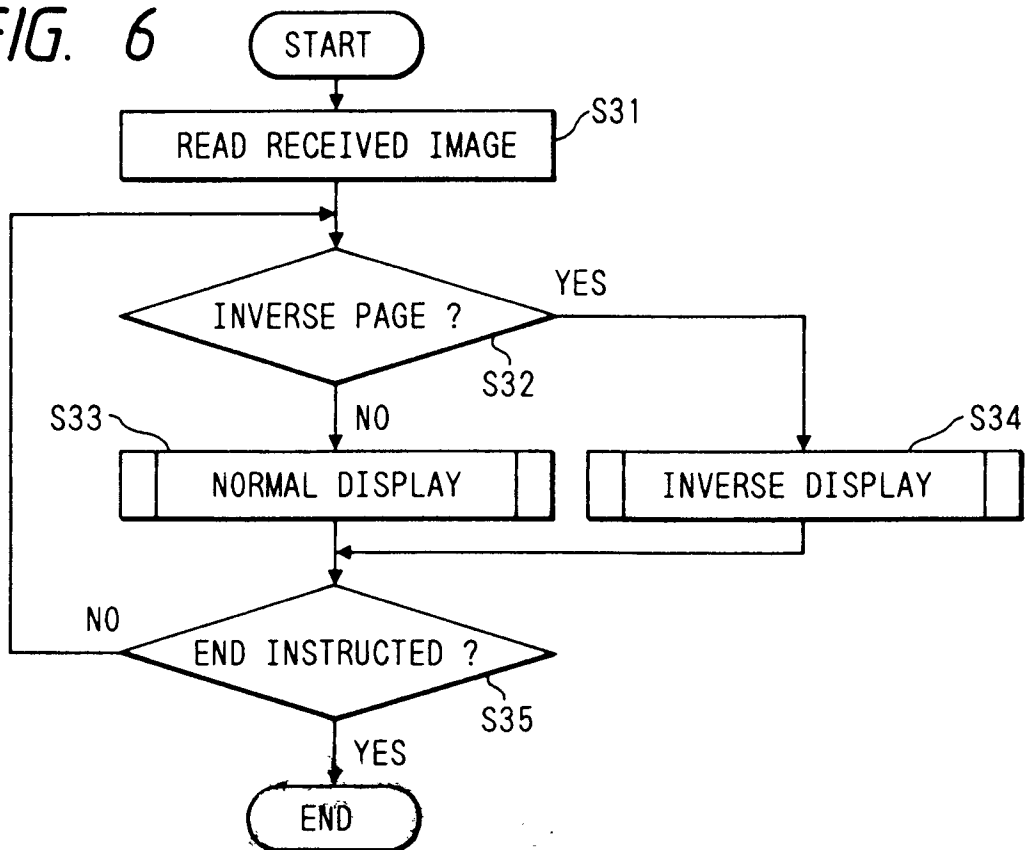 FIG. 6
START
S31
READ RECEIVED IMAGE
YES
INVERSE PAGE ?
S32
NO
S33
S34
NORMAL DISPLAY
INVERSE DISPLAY
NO
END INSTRUCTED ?
S35
YES
END